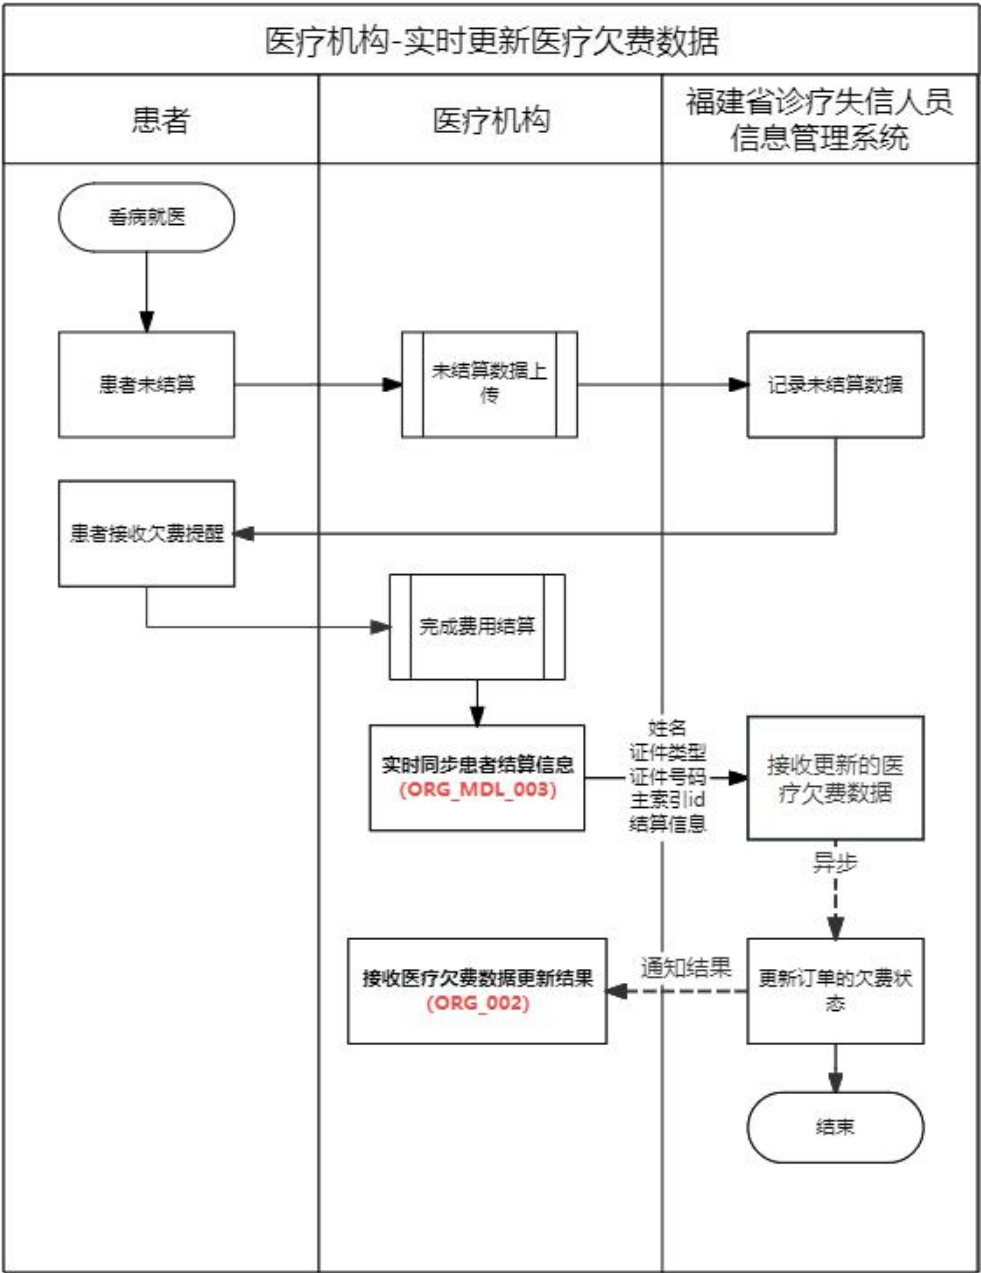 医疗机构-实时更新医疗欠费数据
患者
医疗机构
福建省诊疗失信人员
信息管理系统
看病就医
患者未结算
未结算数据上
传
记录未结算数据
患者接收欠费提醒
完成费用结算
实时同步患者结算信息
(ORG_MDL_003)
姓名
证件类型
证件号码
主索引id
结算信息
接收更新的医
疗欠费数据
异步
接收医疗欠费数据更新结果
(ORG_002)
通知结果
更新订单的欠费状
态
结束